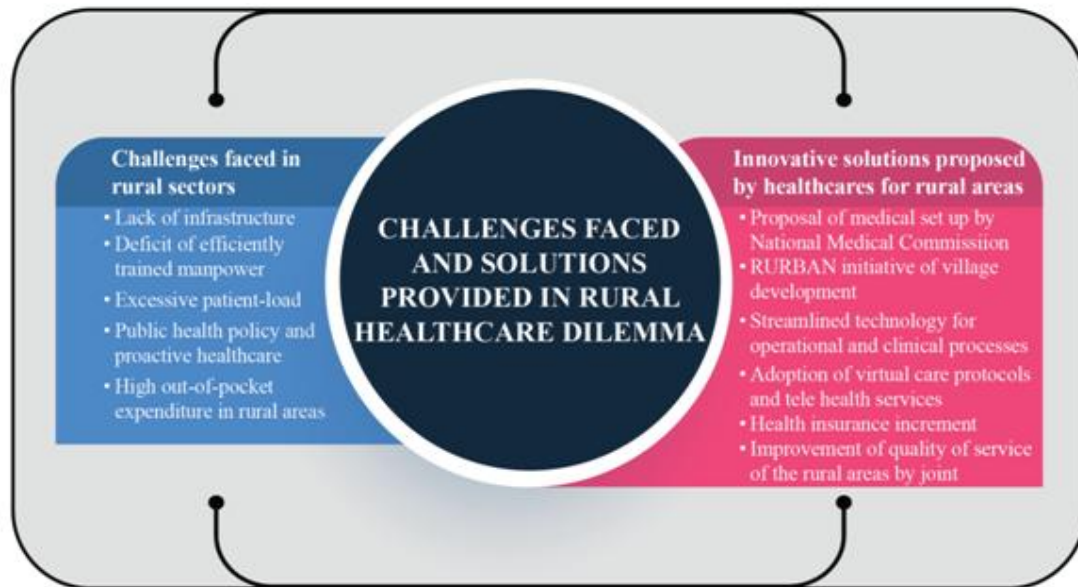 Challenges faced in
rural sectors
• Lack of infrastructure
• Deficit of efficiently
trained manpower
• Excessive patient-load
• Public health policy and
proactive healthcare
• High out-of-pocket
expenditure in rural areas
CHALLENGES FACED
AND SOLUTIONS
PROVIDED IN RURAL
HEALTHCARE DILEMMA
Innovative solutions proposed
by healthcares for rural areas
• Proposal of medical set up by
National Medical Commissiion
• RURBAN initiative of village
development
• Streamlined technology for
operational and clinical processes
• Adoption of virtual care protocols
and tele health services
• Health insurance increment
• Improvement of quality of service
of the rural areas by joint